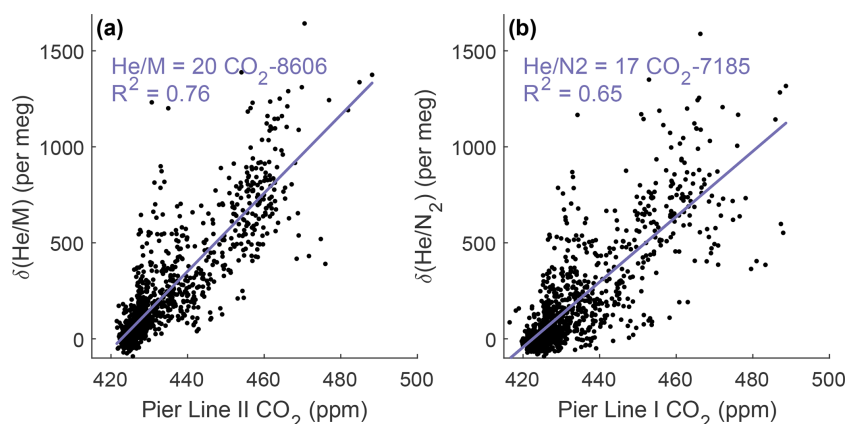 (a)
He/M = 20 CO₂-8606
R² = 0.76
1500
1000
500
0
δ(He/M) (per meg)
420 440 460 480 500
Pier Line II CO₂ (ppm)
(b)
He/N2 = 17 CO₂-7185
R² = 0.65
1500
1000
500
0
δ(He/N₂) (per meg)
420 440 460 480 500
Pier Line I CO₂ (ppm)